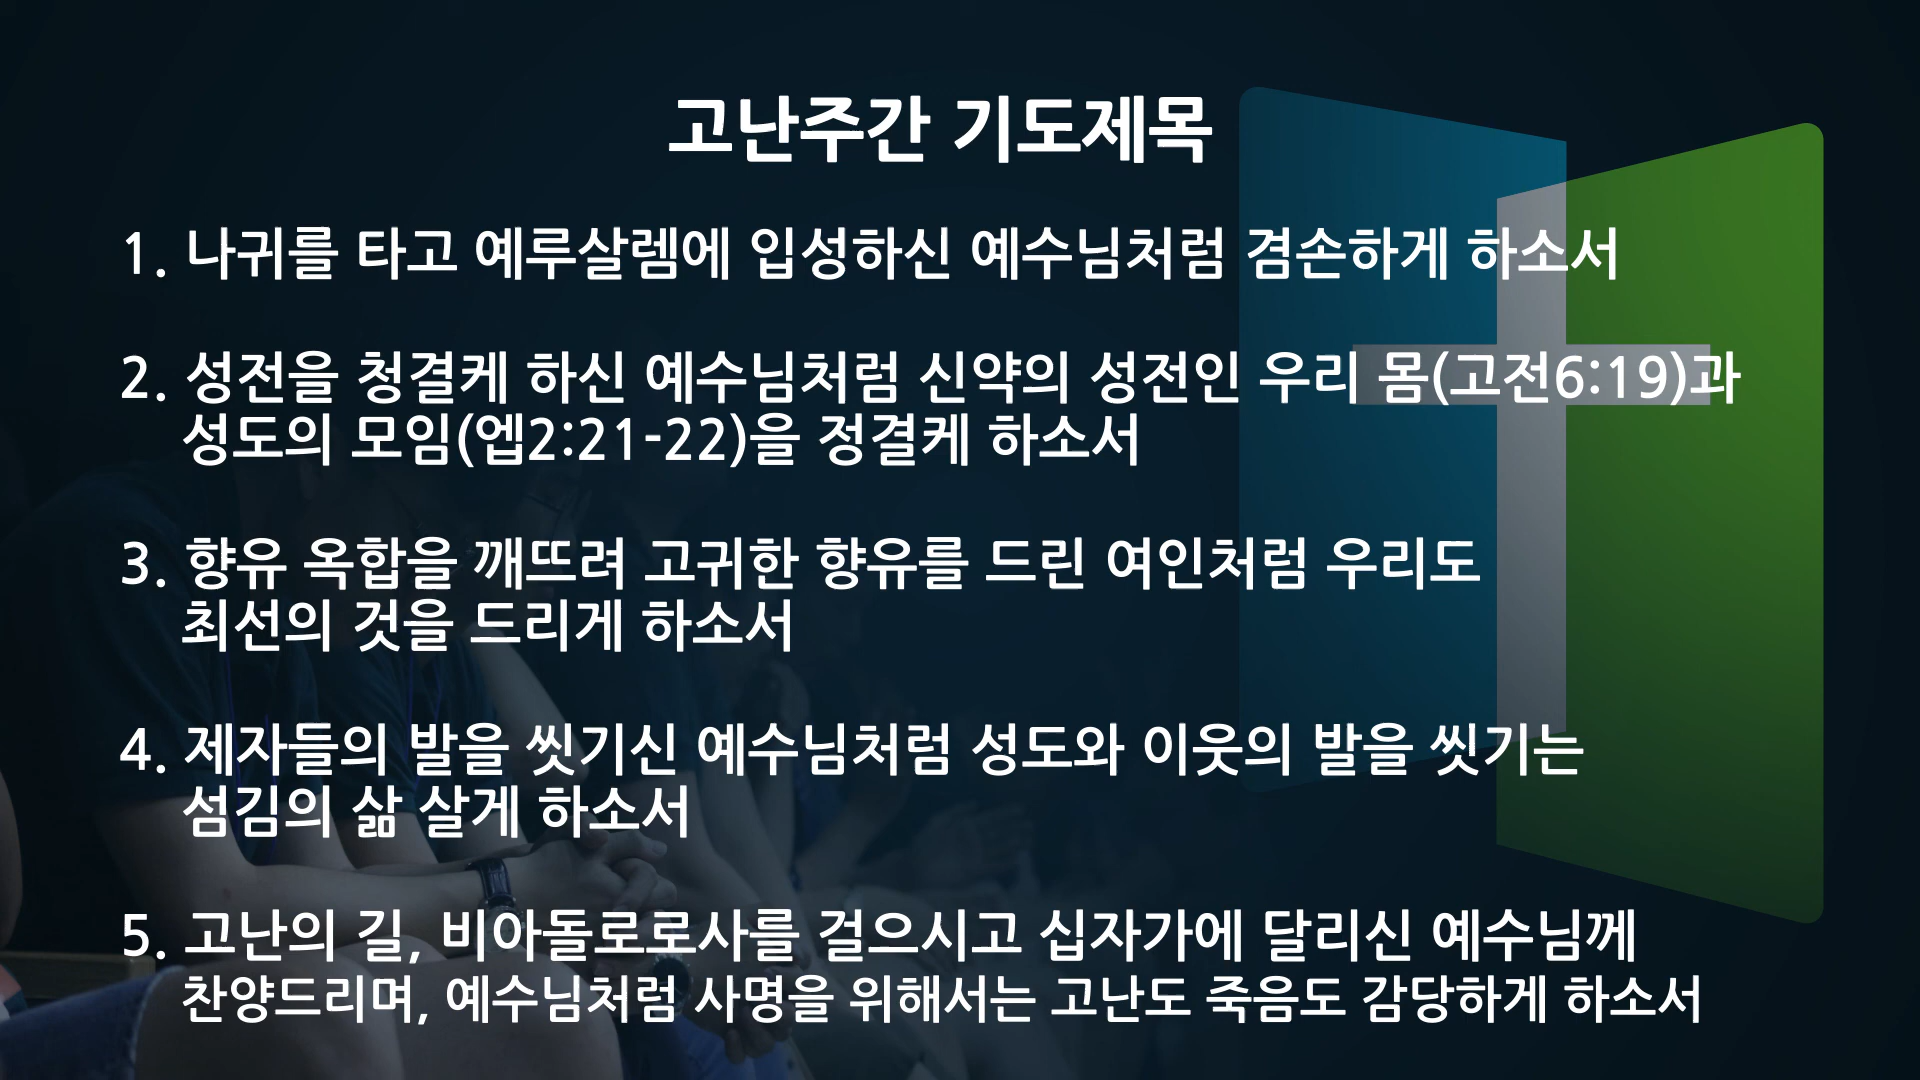 고난주간 기도제목
1. 나귀를 타고 예루살렘에 입성하신 예수님처럼 겸손하게 하소서
2. 성전을 청결케 하신 예수님처럼 신약의 성전인 우리 몸(고전6:19)과
성도의 모임(엡2:21-22)을 정결케 하소서
3. 향유 옥합을 깨뜨려 고귀한 향유를 드린 여인처럼 우리도
최선의 것을 드리게 하소서
4. 제자들의 발을 씻기신 예수님처럼 성도와 이웃의 발을 씻기는
섬김의 삶 살게 하소서
5. 고난의 길, 비아돌로로사를 걸으시고 십자가에 달리신 예수님께
찬양드리며, 예수님처럼 사명을 위해서는 고난도 죽음도 감당하게 하소서